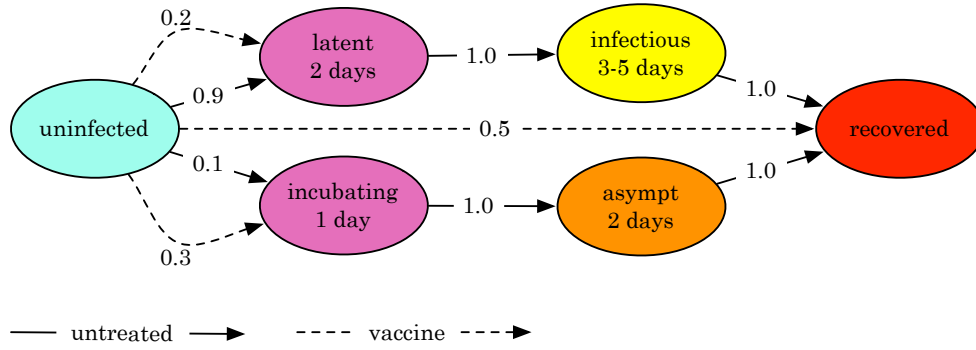 0.2
latent
2 days
1.0
infectious
3-5 days
0.9
1.0
uninfected
0.5
recovered
0.1
1.0
incubating
1 day
1.0
asympt
2 days
0.3
untreated
vaccine